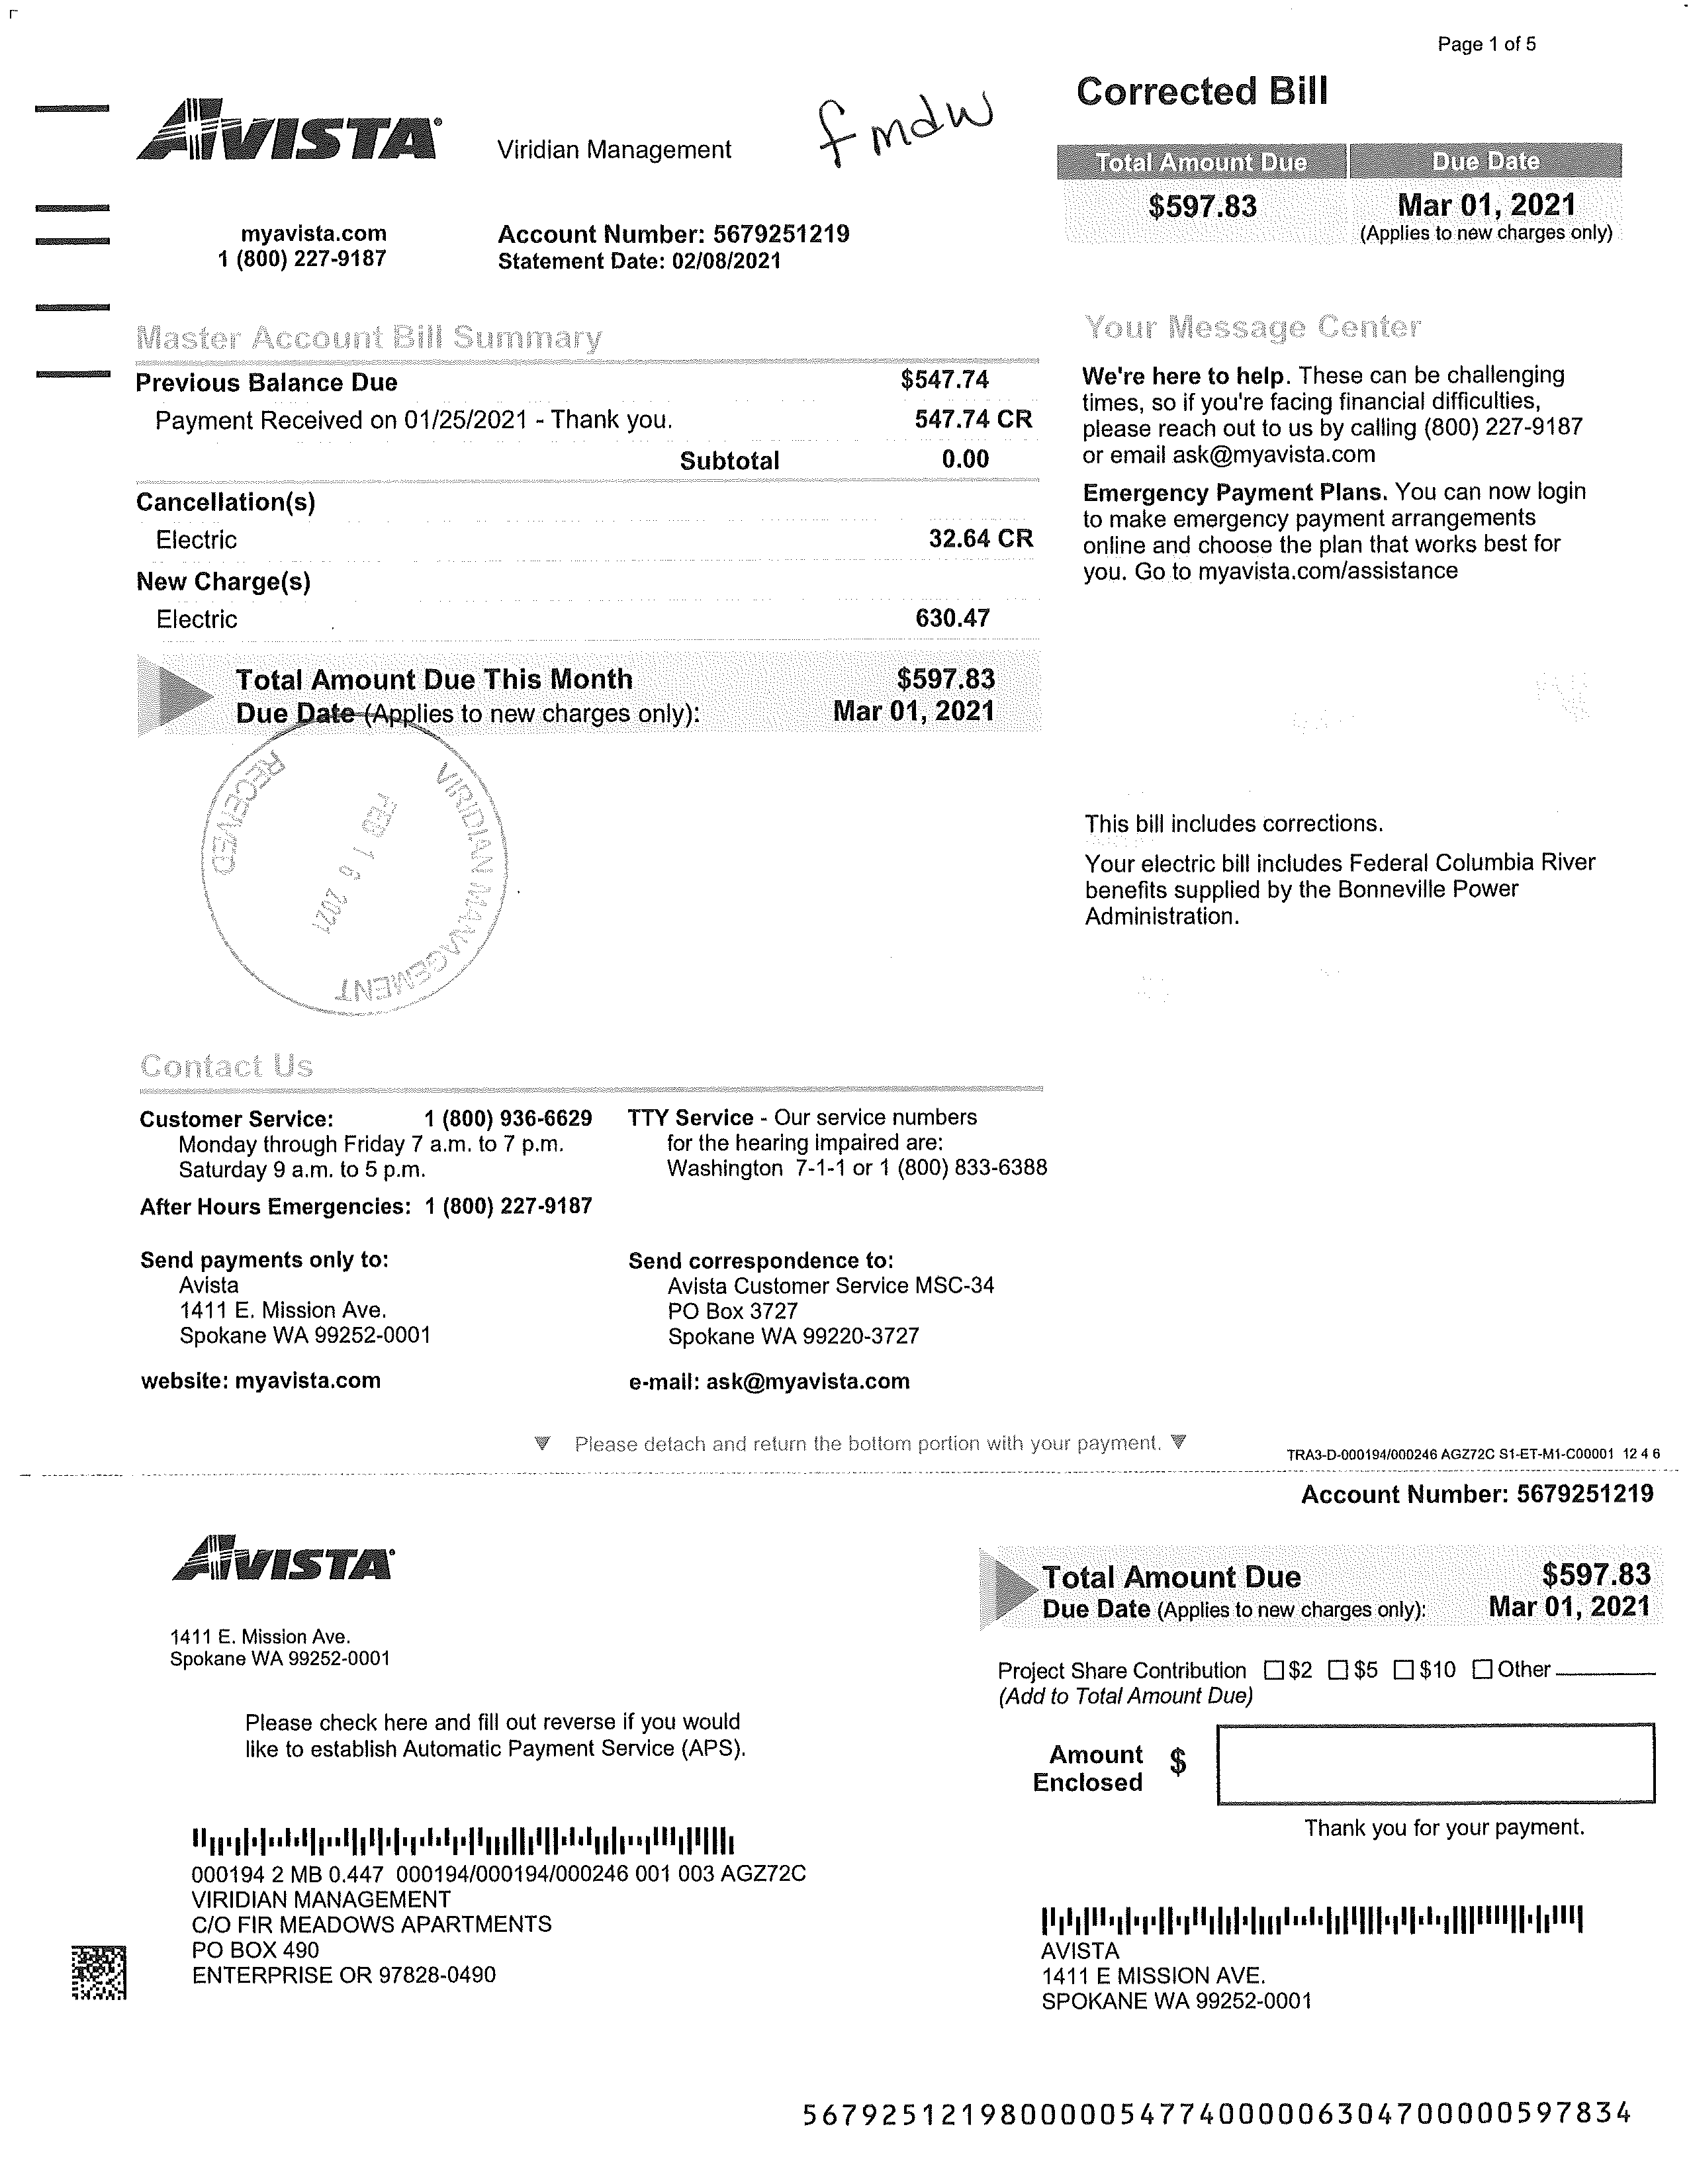 Page 1 of 5
Corrected Bill
AVISTA
Viridian Management
fmdw
Total Amount Due Due Date
$597.83 Mar 01, 2021
(Applies to new charges only)
myavista.com
1 (800) 227-9187
Account Number: 5679251219
Statement Date: 02/08/2021
Master Account Bill Summary
Previous Balance Due $547.74
Payment Received on 01/25/2021 - Thank you. 547.74 CR
Subtotal 0.00
Cancellation(s)
Electric 32.64 CR
New Charge(s)
Electric 630.47
Total Amount Due This Month $597.83
Due Date (Applies to new charges only): Mar 01, 2021
RECEIVED
FEB 16 2021
VIRIDIAN MANAGEMENT
Your Message Center
We're here to help. These can be challenging
times, so if you're facing financial difficulties,
please reach out to us by calling (800) 227-9187
or email ask@myavista.com
Emergency Payment Plans. You can now login
to make emergency payment arrangements
online and choose the plan that works best for
you. Go to myavista.com/assistance
This bill includes corrections.
Your electric bill includes Federal Columbia River
benefits supplied by the Bonneville Power
Administration.
Contact Us
Customer Service: 1 (800) 936-6629
Monday through Friday 7 a.m. to 7 p.m.
Saturday 9 a.m. to 5 p.m.
After Hours Emergencies: 1 (800) 227-9187
TTY Service - Our service numbers
for the hearing impaired are:
Washington 7-1-1 or 1 (800) 833-6388
Send payments only to:
Avista
1411 E. Mission Ave.
Spokane WA 99252-0001
Send correspondence to:
Avista Customer Service MSC-34
PO Box 3727
Spokane WA 99220-3727
website: myavista.com
e-mail: ask@myavista.com
Please detach and return the bottom portion with your payment.
TRA3-D-000194/000246 AGZ72C S1-ET-M1-C00001 12 4 6
Account Number: 5679251219
AVISTA
1411 E. Mission Ave.
Spokane WA 99252-0001
Total Amount Due $597.83
Due Date (Applies to new charges only): Mar 01, 2021
Project Share Contribution $2 $5 $10 Other
(Add to Total Amount Due)
Please check here and fill out reverse if you would
like to establish Automatic Payment Service (APS).
Amount
Enclosed $
Thank you for your payment.
000194 2 MB 0.447 000194/000194/000246 001 003 AGZ72C
VIRIDIAN MANAGEMENT
C/O FIR MEADOWS APARTMENTS
PO BOX 490
ENTERPRISE OR 97828-0490
AVISTA
1411 E MISSION AVE.
SPOKANE WA 99252-0001
567925121980000054774000006304700000597834